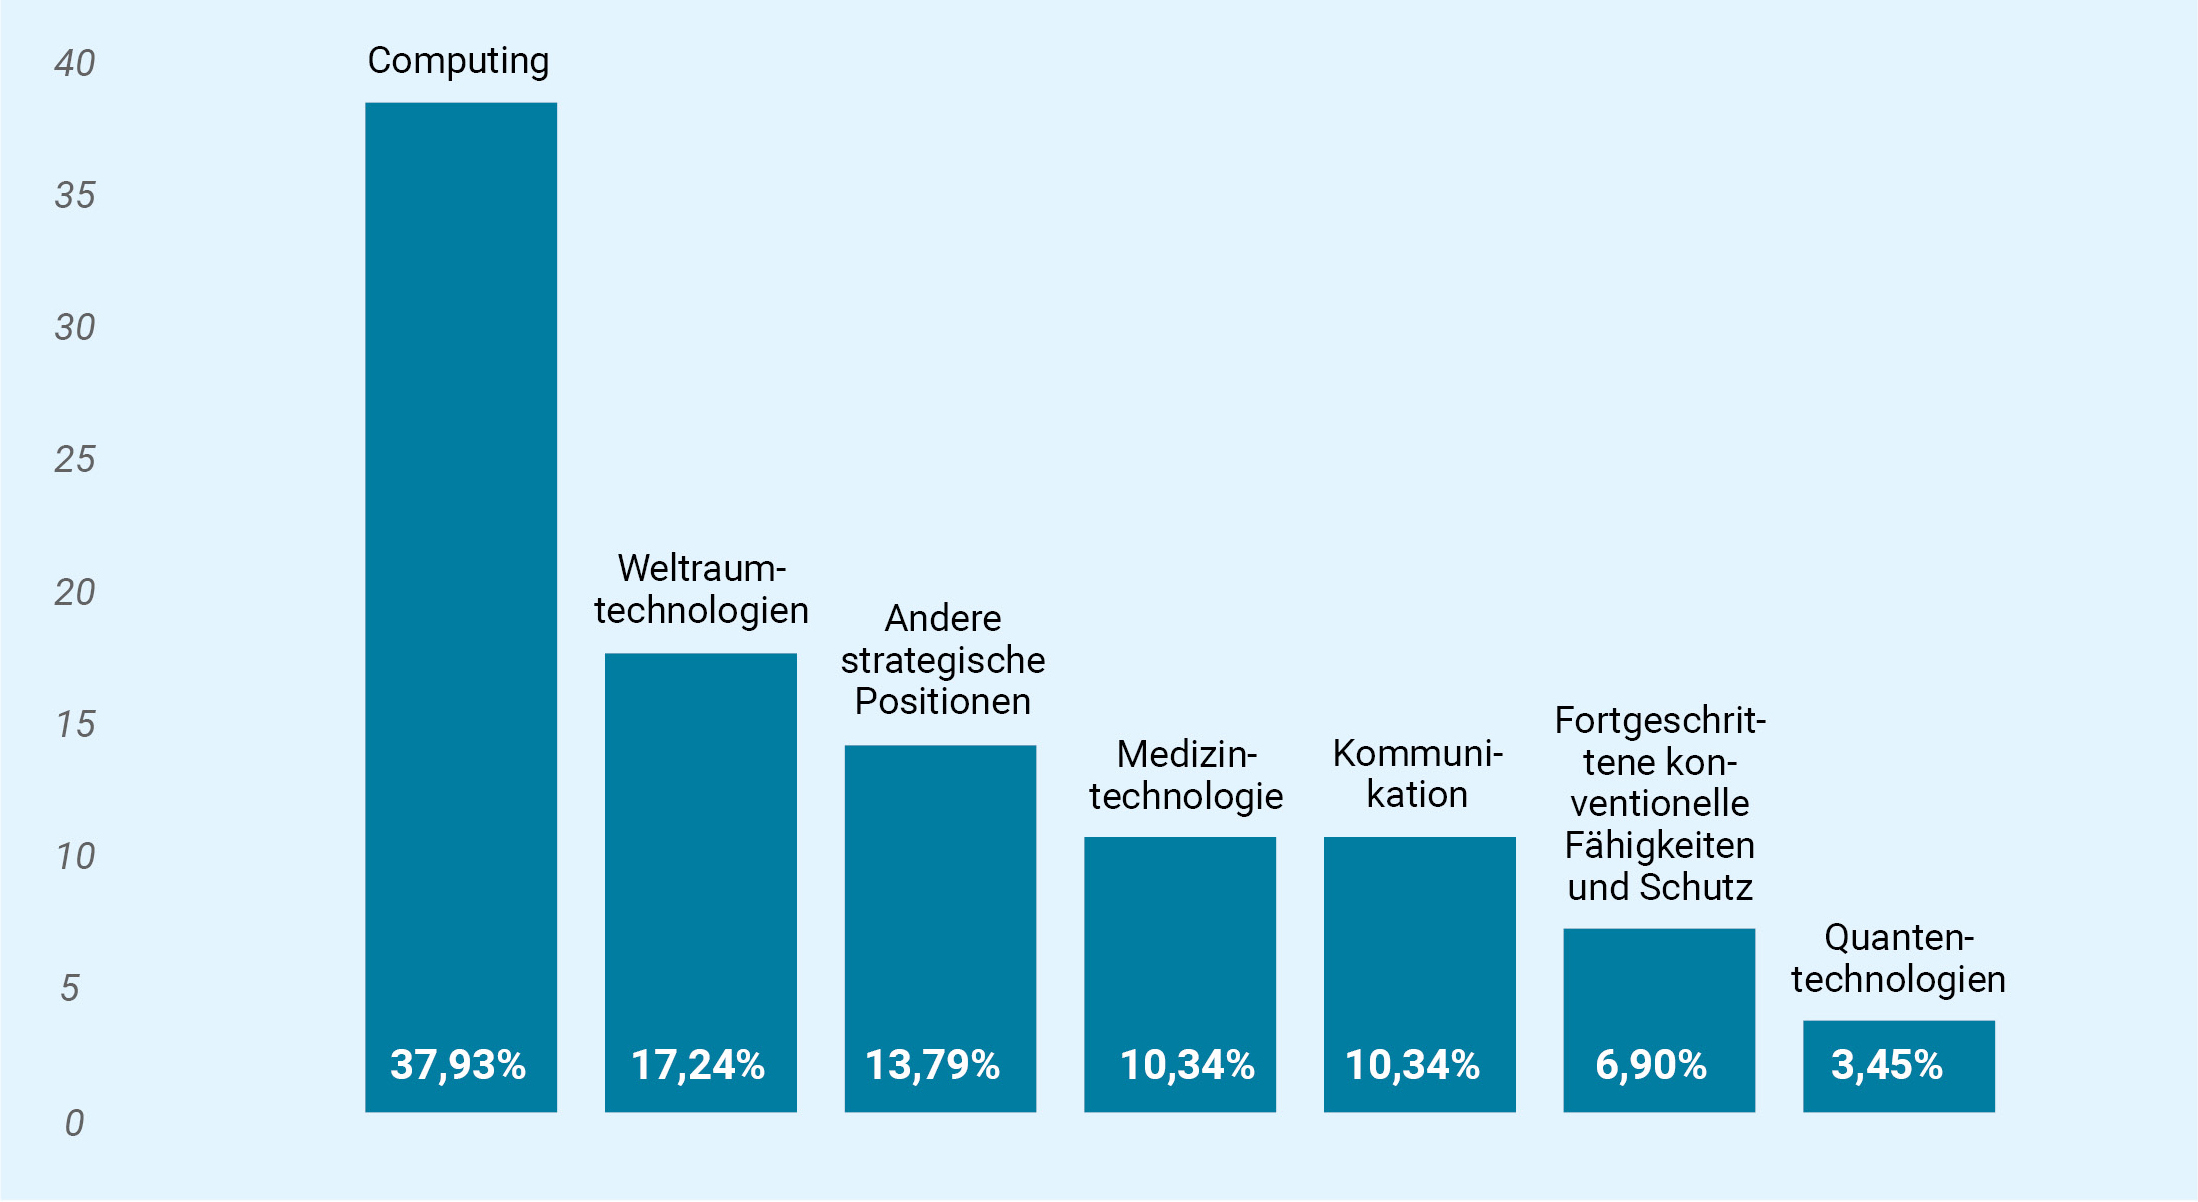 40
35
30
25
20
15
10
5
0
Computing
37,93%
Weltraum-
technologien
17,24%
Andere
strategische
Positionen
13,79%
Medizin-
technologie
10,34%
Kommuni-
kation
10,34%
Fortgeschrit-
tene kon-
ventionelle
Fähigkeiten
und Schutz
6,90%
Quanten-
technologien
3,45%